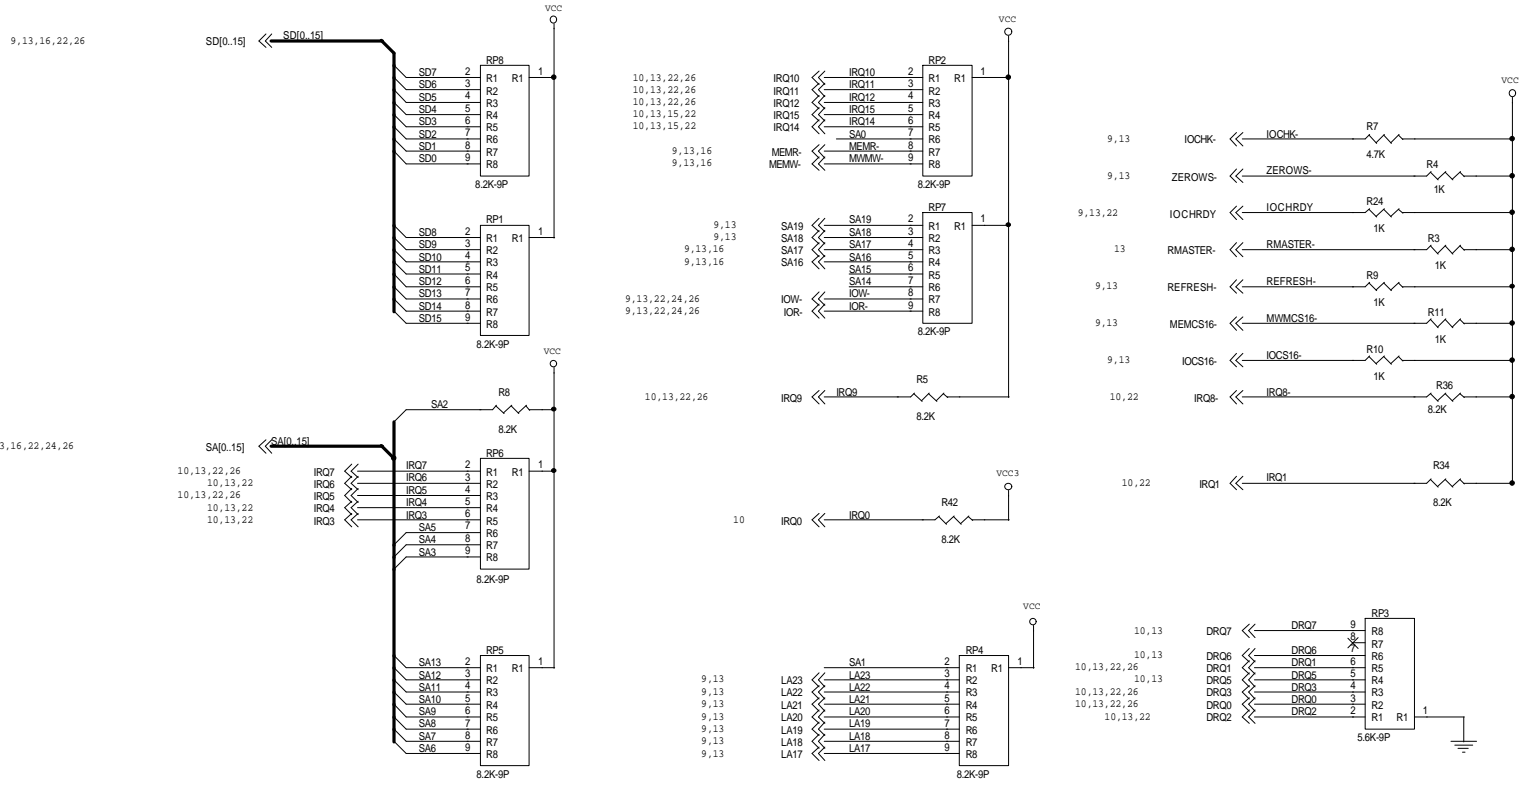 9,13,16,22,26
SD[0..15]
SD[0..15]
VCC
RP8
SD7 2 R1 R1 1
SD6 3 R2
SD5 4 R3
SD4 5 R4
SD3 6 R5
SD2 7 R6
SD1 8 R7
SD0 9 R8
8.2K-9P
RP1
SD8 2 R1 R1 1
SD9 3 R2
SD10 4 R3
SD11 5 R4
SD12 6 R5
SD13 7 R6
SD14 8 R7
SD15 9 R8
8.2K-9P
VCC
R8
SA2
8.2K
3,16,22,24,26
SA[0..15]
SA[0..15]
RP6
10,13,22,26 IRQ7 IRQ7 2 R1 R1 1
10,13,22 IRQ6 IRQ6 3 R2
10,13,22,26 IRQ5 IRQ5 4 R3
10,13,22 IRQ4 IRQ4 5 R4
10,13,22 IRQ3 IRQ3 6 R5
SA5 7 R6
SA4 8 R7
SA3 9 R8
8.2K-9P
RP5
SA13 2 R1 R1 1
SA12 3 R2
SA11 4 R3
SA10 5 R4
SA9 6 R5
SA8 7 R6
SA7 8 R7
SA6 9 R8
8.2K-9P
VCC
RP2
10,13,22,26 IRQ10 IRQ10 2 R1 R1 1
10,13,22,26 IRQ11 IRQ11 3 R2
10,13,22,26 IRQ12 IRQ12 4 R3
10,13,15,22 IRQ15 IRQ15 5 R4
10,13,15,22 IRQ14 IRQ14 6 R5
SA0 7 R6
9,13,16 MEMR- MEMR- 8 R7
9,13,16 MEMW- MWMW- 9 R8
8.2K-9P
RP7
9,13 SA19 SA19 2 R1 R1 1
9,13 SA18 SA18 3 R2
9,13,16 SA17 SA17 4 R3
9,13,16 SA16 SA16 5 R4
SA15 6 R5
SA14 7 R6
9,13,22,24,26 IOW- IOW- 8 R7
9,13,22,24,26 IOR- IOR- 9 R8
8.2K-9P
R5
10,13,22,26 IRQ9 IRQ9
8.2K
VCC3
R42
10 IRQ0 IRQ0
8.2K
VCC
RP4
SA1 2 R1 R1 1
9,13 LA23 LA23 3 R2
9,13 LA22 LA22 4 R3
9,13 LA21 LA21 5 R4
9,13 LA20 LA20 6 R5
9,13 LA19 LA19 7 R6
9,13 LA18 LA18 8 R7
9,13 LA17 LA17 9 R8
8.2K-9P
VCC
R7
9,13 IOCHK- IOCHK-
4.7K
R4
9,13 ZEROWS- ZEROWS-
1K
R24
9,13,22 IOCHRDY IOCHRDY
1K
R3
13 RMASTER- RMASTER-
1K
R9
9,13 REFRESH- REFRESH-
1K
R11
9,13 MEMCS16- MWMCS16-
1K
R10
9,13 IOCS16- IOCS16-
1K
R36
10,22 IRQ8- IRQ8-
8.2K
R34
10,22 IRQ1 IRQ1
8.2K
RP3
10,13 DRQ7 DRQ7 9 R8
8 R7
10,13 DRQ6 DRQ6 7 R6
10,13,22,26 DRQ1 DRQ1 6 R5
10,13 DRQ5 DRQ5 5 R4
10,13,22,26 DRQ3 DRQ3 4 R3
10,13,22,26 DRQ0 DRQ0 3 R2
10,13,22 DRQ2 DRQ2 2 R1 R1 1
5.6K-9P